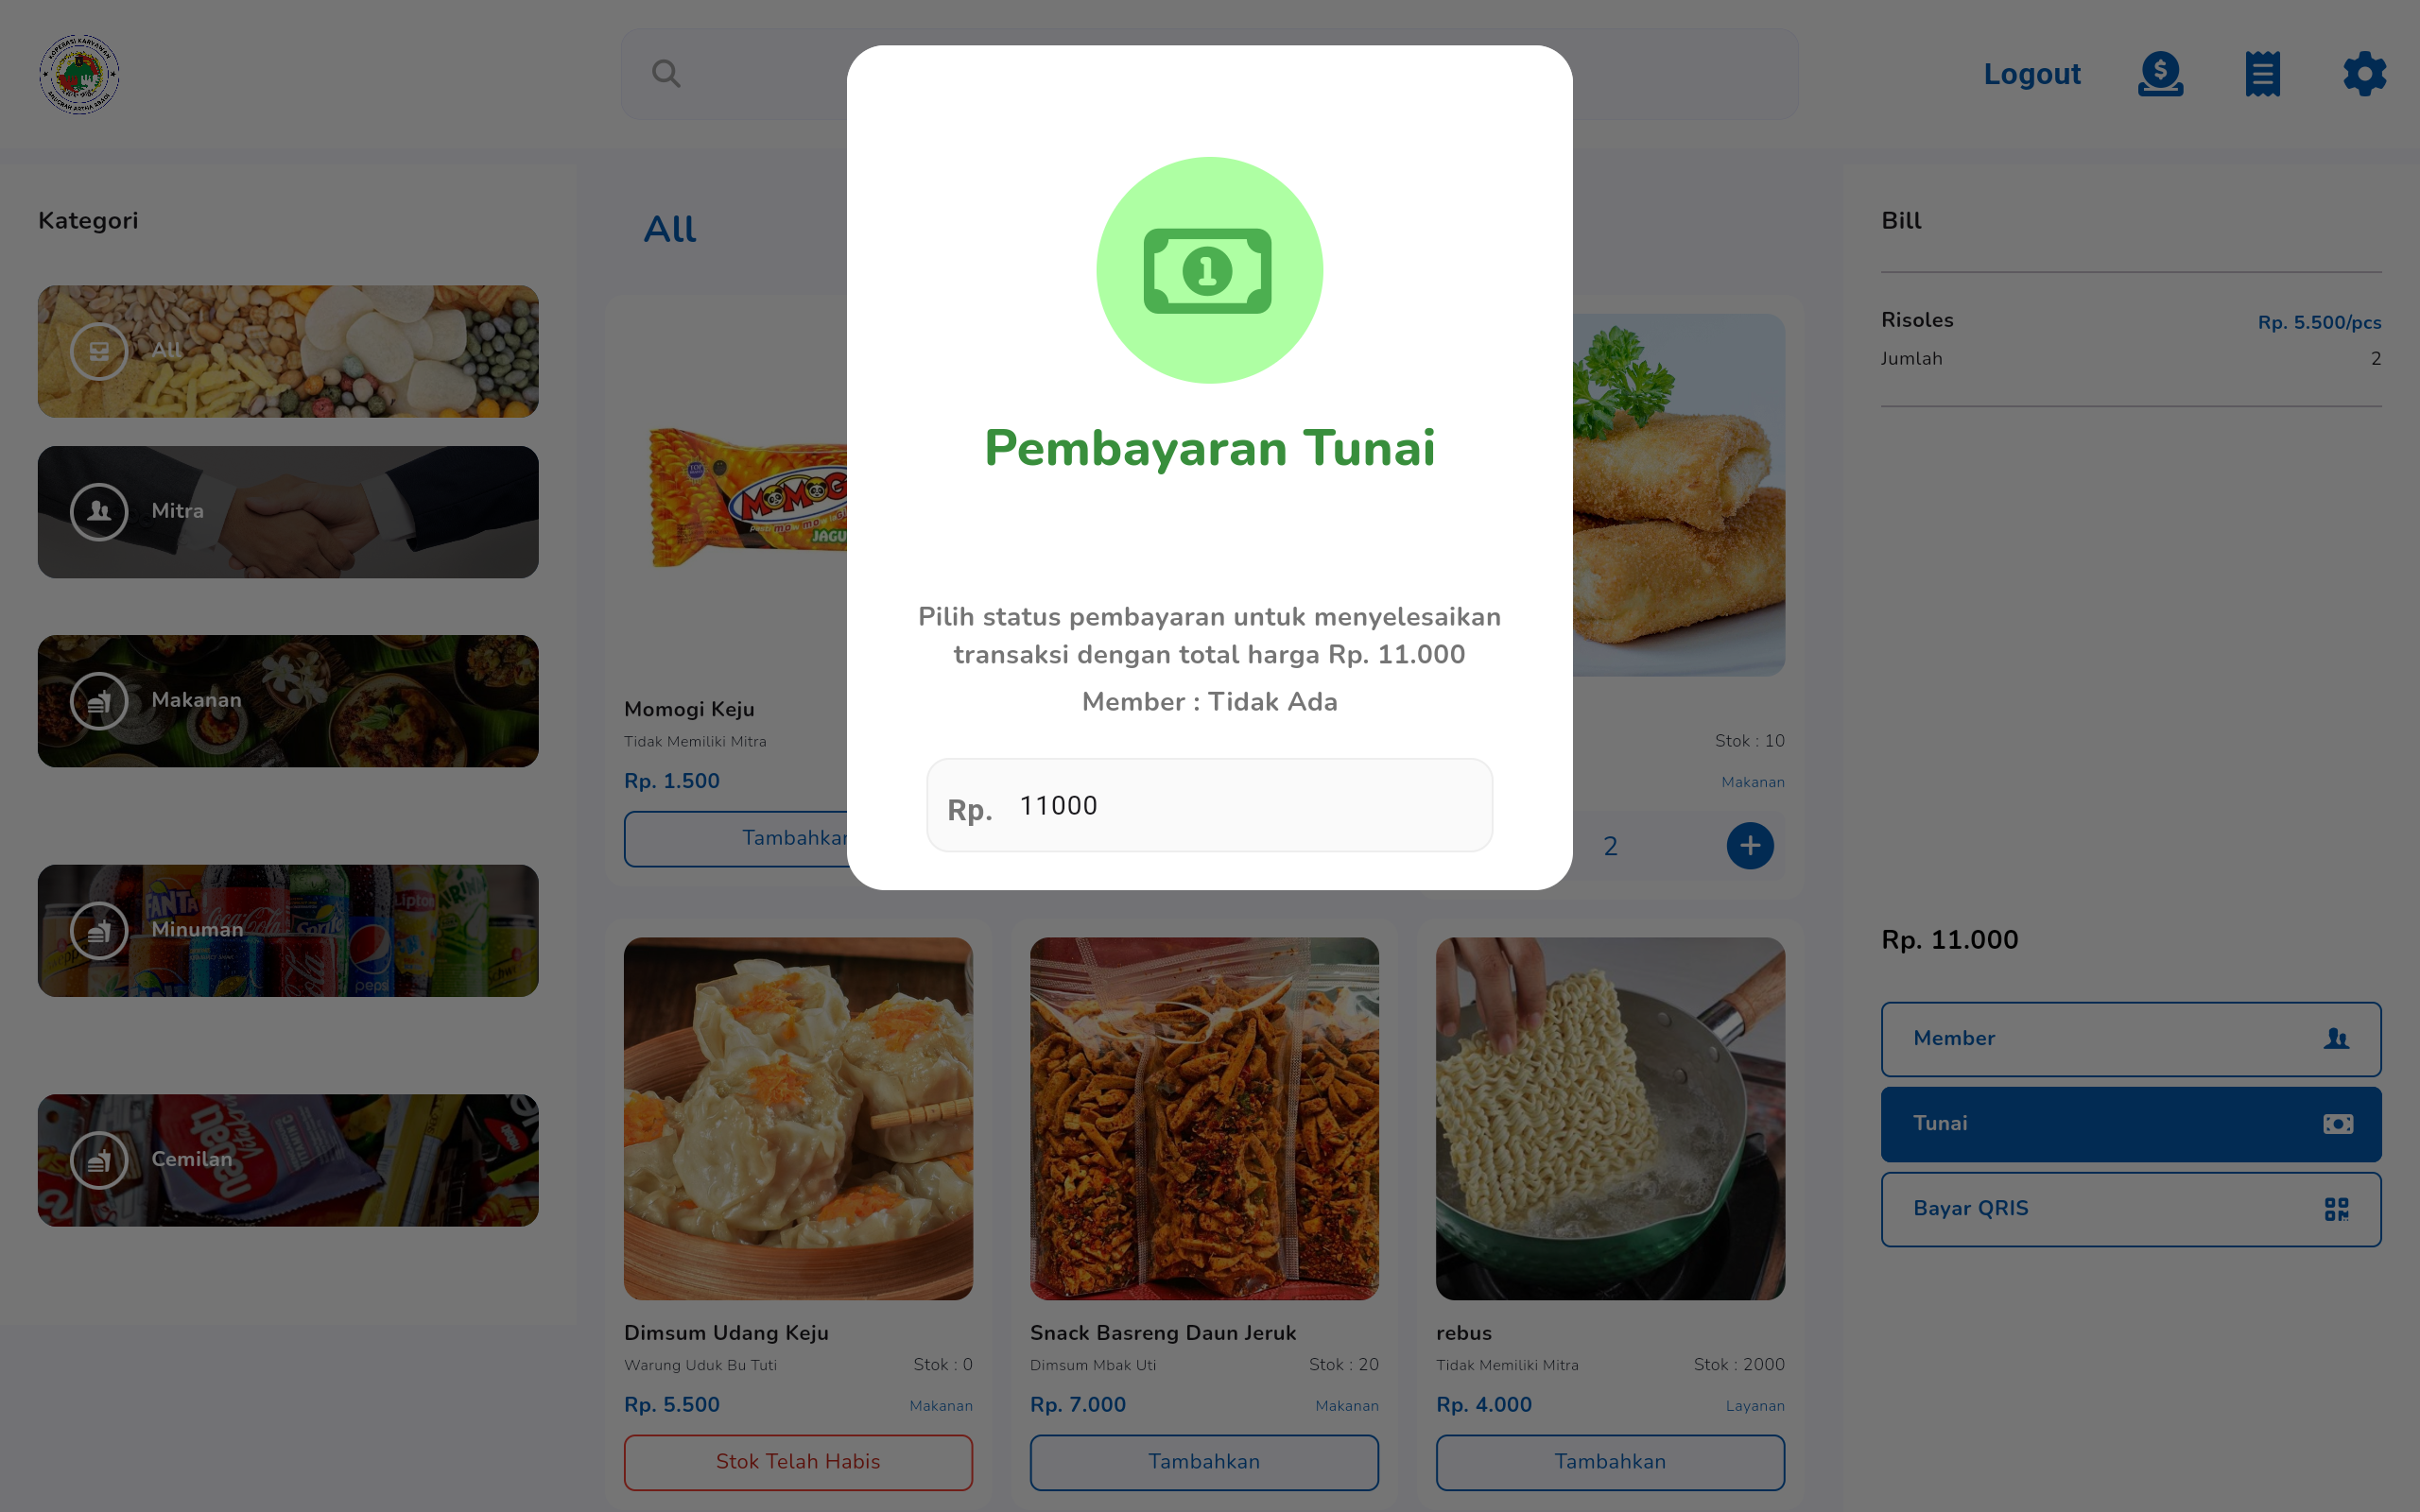 KOPERASI KARYAWAN
ANUGRAH ARTHA ABADI
Logout
Kategori
All
Mitra
Makanan
Minuman
Cemilan
All
Momogi Keju
Tidak Memiliki Mitra
Rp. 1.500
Stok : 10
Makanan
2
Pembayaran Tunai
Pilih status pembayaran untuk menyelesaikan
transaksi dengan total harga Rp. 11.000
Member : Tidak Ada
Rp. 11000
Dimsum Udang Keju
Warung Uduk Bu Tuti
Stok : 0
Rp. 5.500
Makanan
Stok Telah Habis
Snack Basreng Daun Jeruk
Dimsum Mbak Uti
Stok : 20
Rp. 7.000
Makanan
Tambahkan
rebus
Tidak Memiliki Mitra
Stok : 2000
Rp. 4.000
Layanan
Tambahkan
Bill
Risoles
Rp. 5.500/pcs
Jumlah
2
Rp. 11.000
Member
Tunai
Bayar QRIS